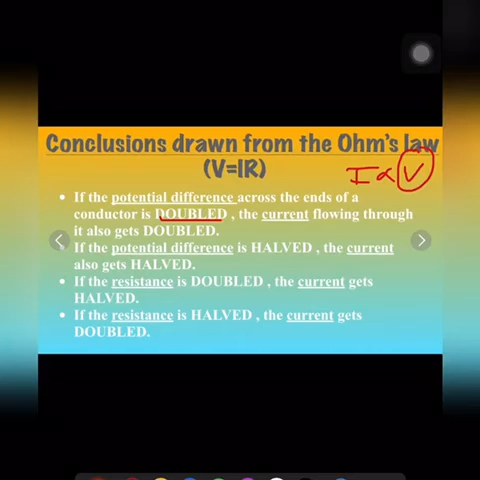 Conclusions drawn from the Ohm's law
(V=IR)
I ∝ V
• If the potential difference across the ends of a
conductor is DOUBLED , the current flowing through
it also gets DOUBLED.
• If the potential difference is HALVED, the current
also gets HALVED.
• If the resistance is DOUBLED , the current gets
HALVED.
• If the resistance is HALVED , the current gets
DOUBLED.